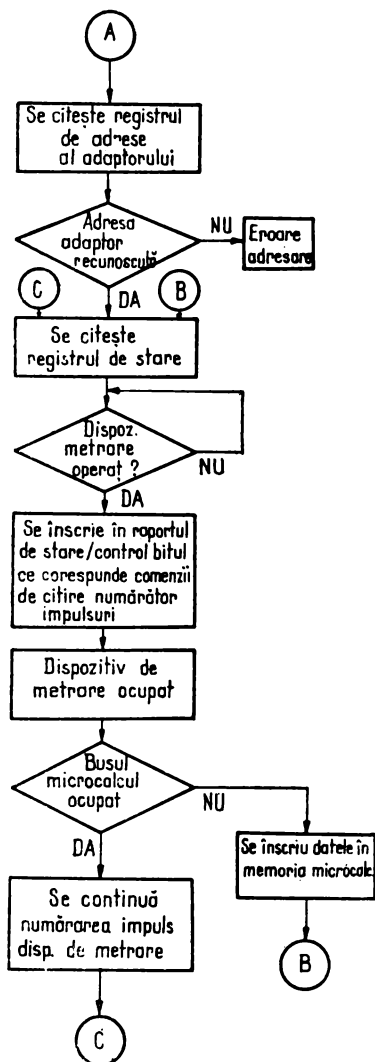 A
Se citește registrul
de adrese
al adaptorului
Adresa
adaptor
recunoscută
NU
Eroare
adresare
DA
C
B
Se citește
registrul de stare
Dispoz.
metrare
operaț ?
NU
DA
Se înscrie în raportul
de stare/control bitul
ce corespunde comenzii
de citire numărător
impulsuri
Dispozitiv de
metrare ocupat
Busul
microcalcul
ocupat
NU
DA
Se înscriu datele în
memoria microcalc.
Se continuă
numărarea impuls
disp. de metrare
B
C